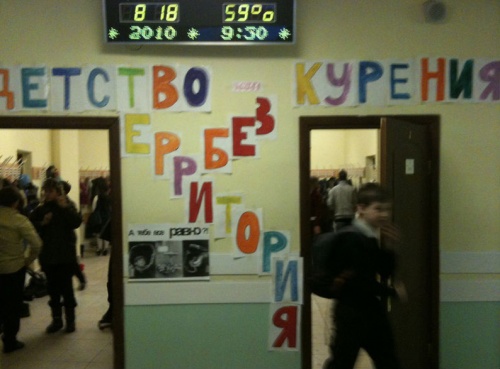 8 18 59%
* 2010 * 9:30 *
ДЕТСТВО
БЕЗ
КУРЕНИЯ
ТЕРРИТОРИЯ
А тебе все равно?!